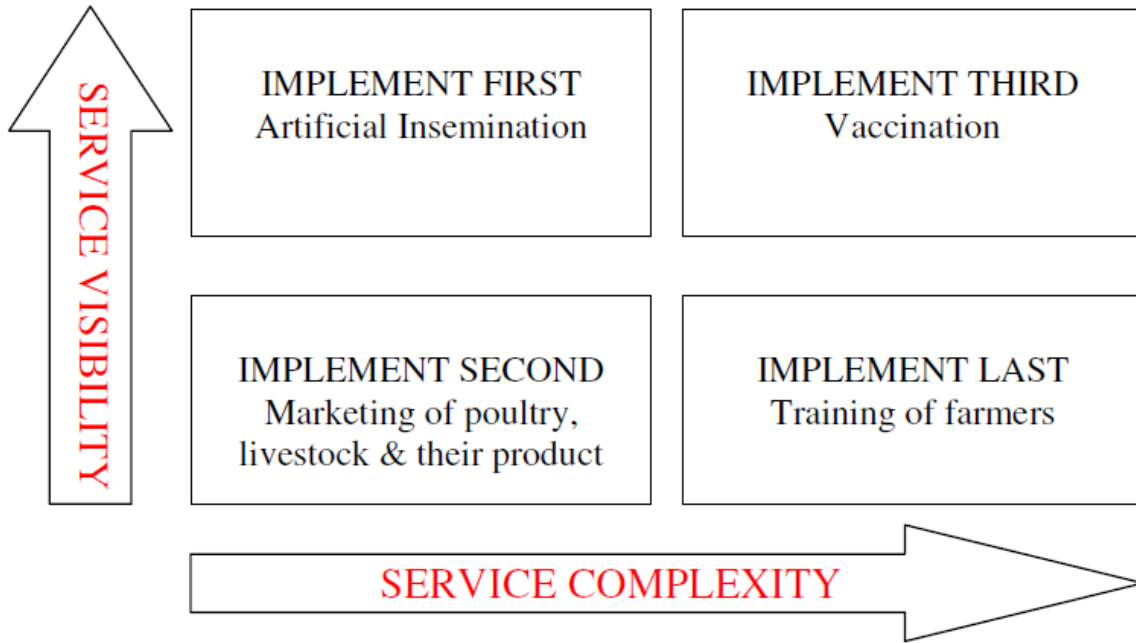 SERVICE VISIBILITY
IMPLEMENT FIRST
Artificial Insemination
IMPLEMENT THIRD
Vaccination
IMPLEMENT SECOND
Marketing of poultry,
livestock & their product
IMPLEMENT LAST
Training of farmers
SERVICE COMPLEXITY